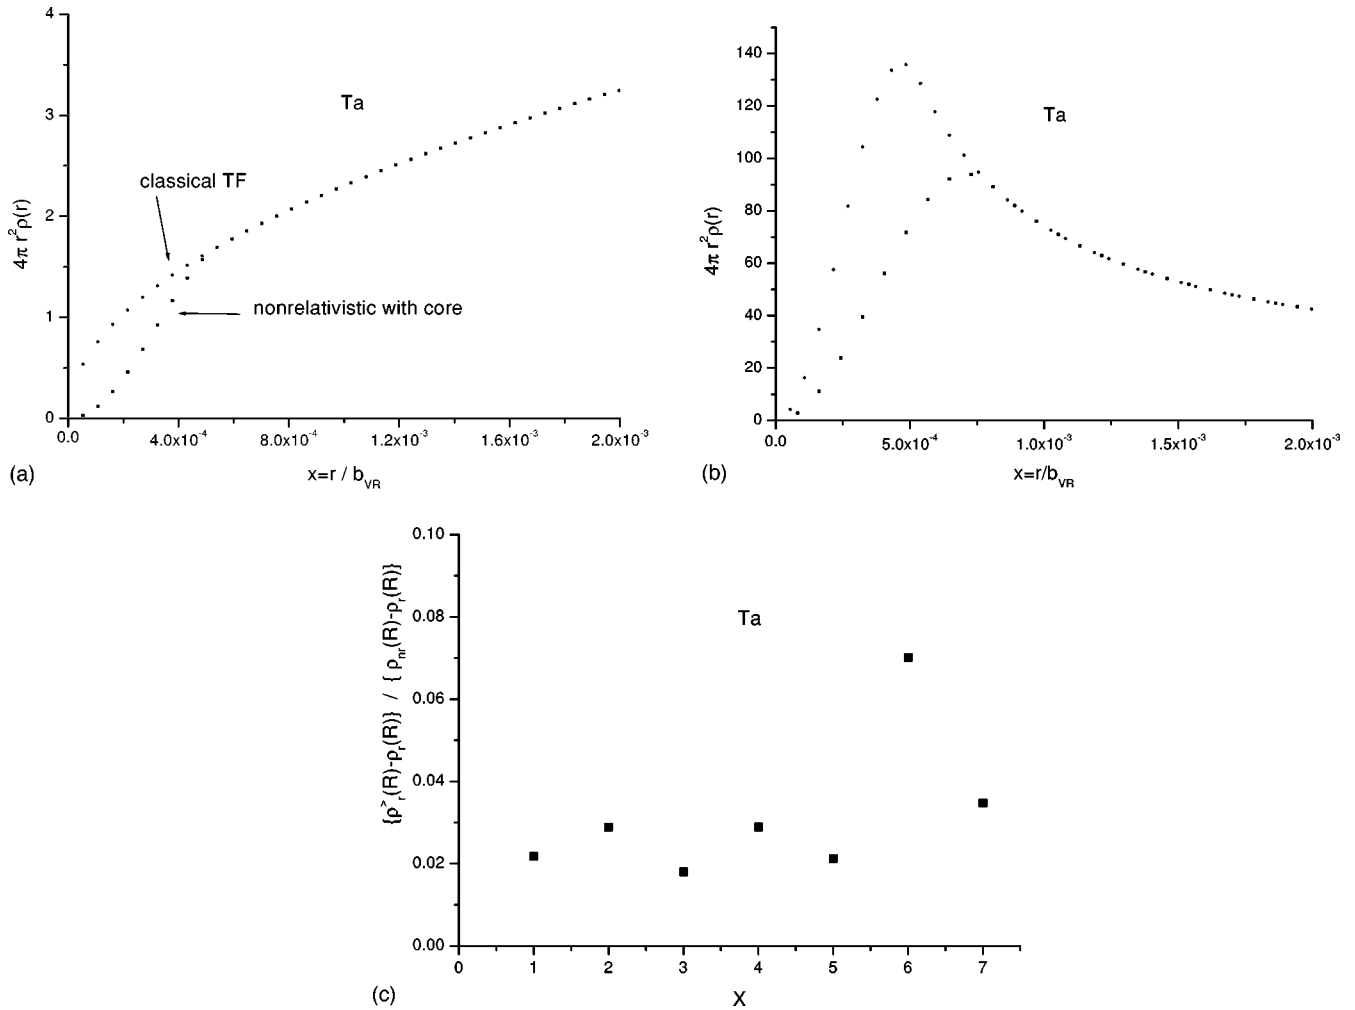 4
3
2
1
0
4π r²ρ(r)
Ta
classical TF
nonrelativistic with core
0.0
4.0x10⁻⁴
8.0x10⁻⁴
1.2x10⁻³
1.6x10⁻³
2.0x10⁻³
(a)
x=r / b_VR
140
120
100
80
60
40
20
0
4π r²ρ(r)
Ta
0.0
5.0x10⁻⁴
1.0x10⁻³
1.5x10⁻³
2.0x10⁻³
(b)
x=r/b_VR
0.10
0.08
0.06
0.04
0.02
0.00
{ρ^>_r(R)-ρ_r(R)} / { ρ_nr(R)-ρ_r(R)}
Ta
0
1
2
3
4
5
6
7
(c)
X